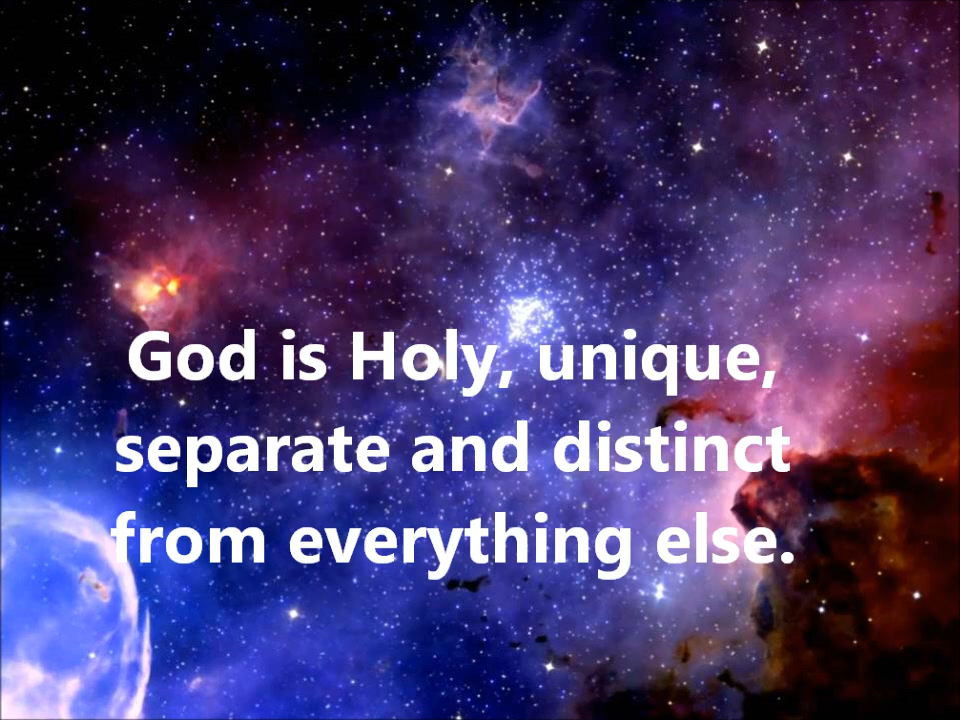 God is Holy, unique,
separate and distinct
from everything else.